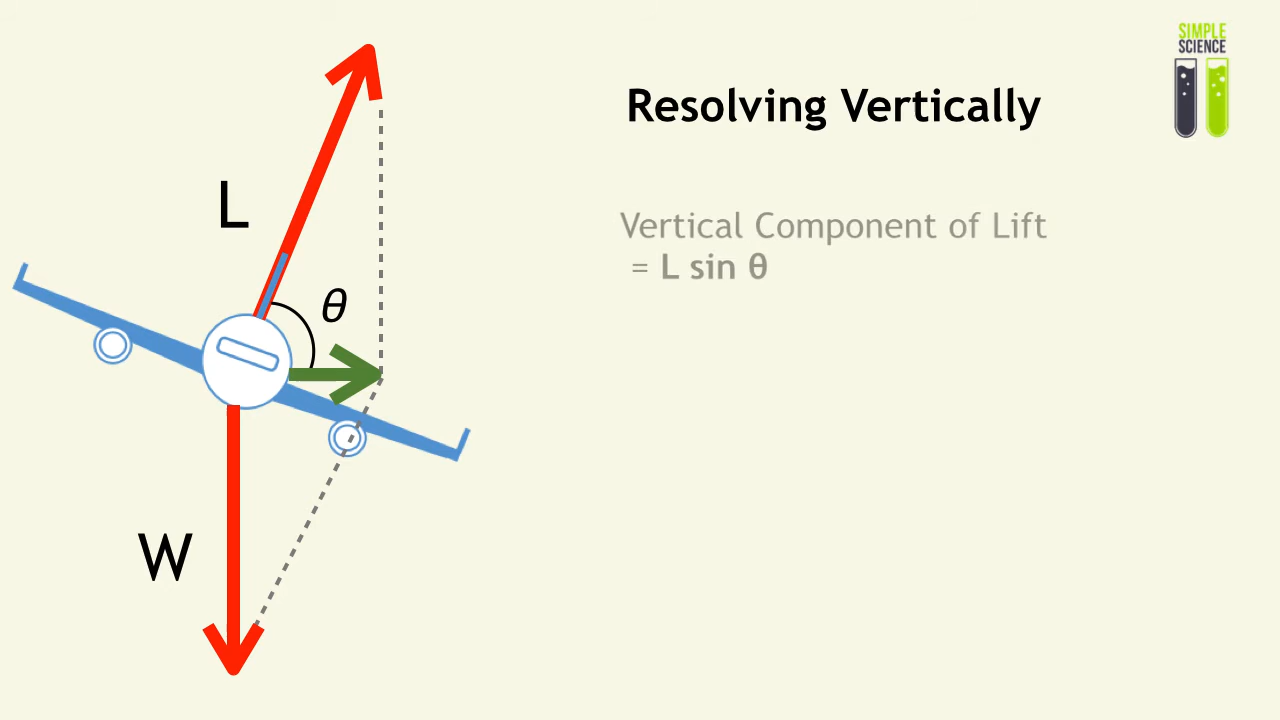 SIMPLE
SCIENCE
Resolving Vertically
L
Vertical Component of Lift
= L sin θ
θ
W